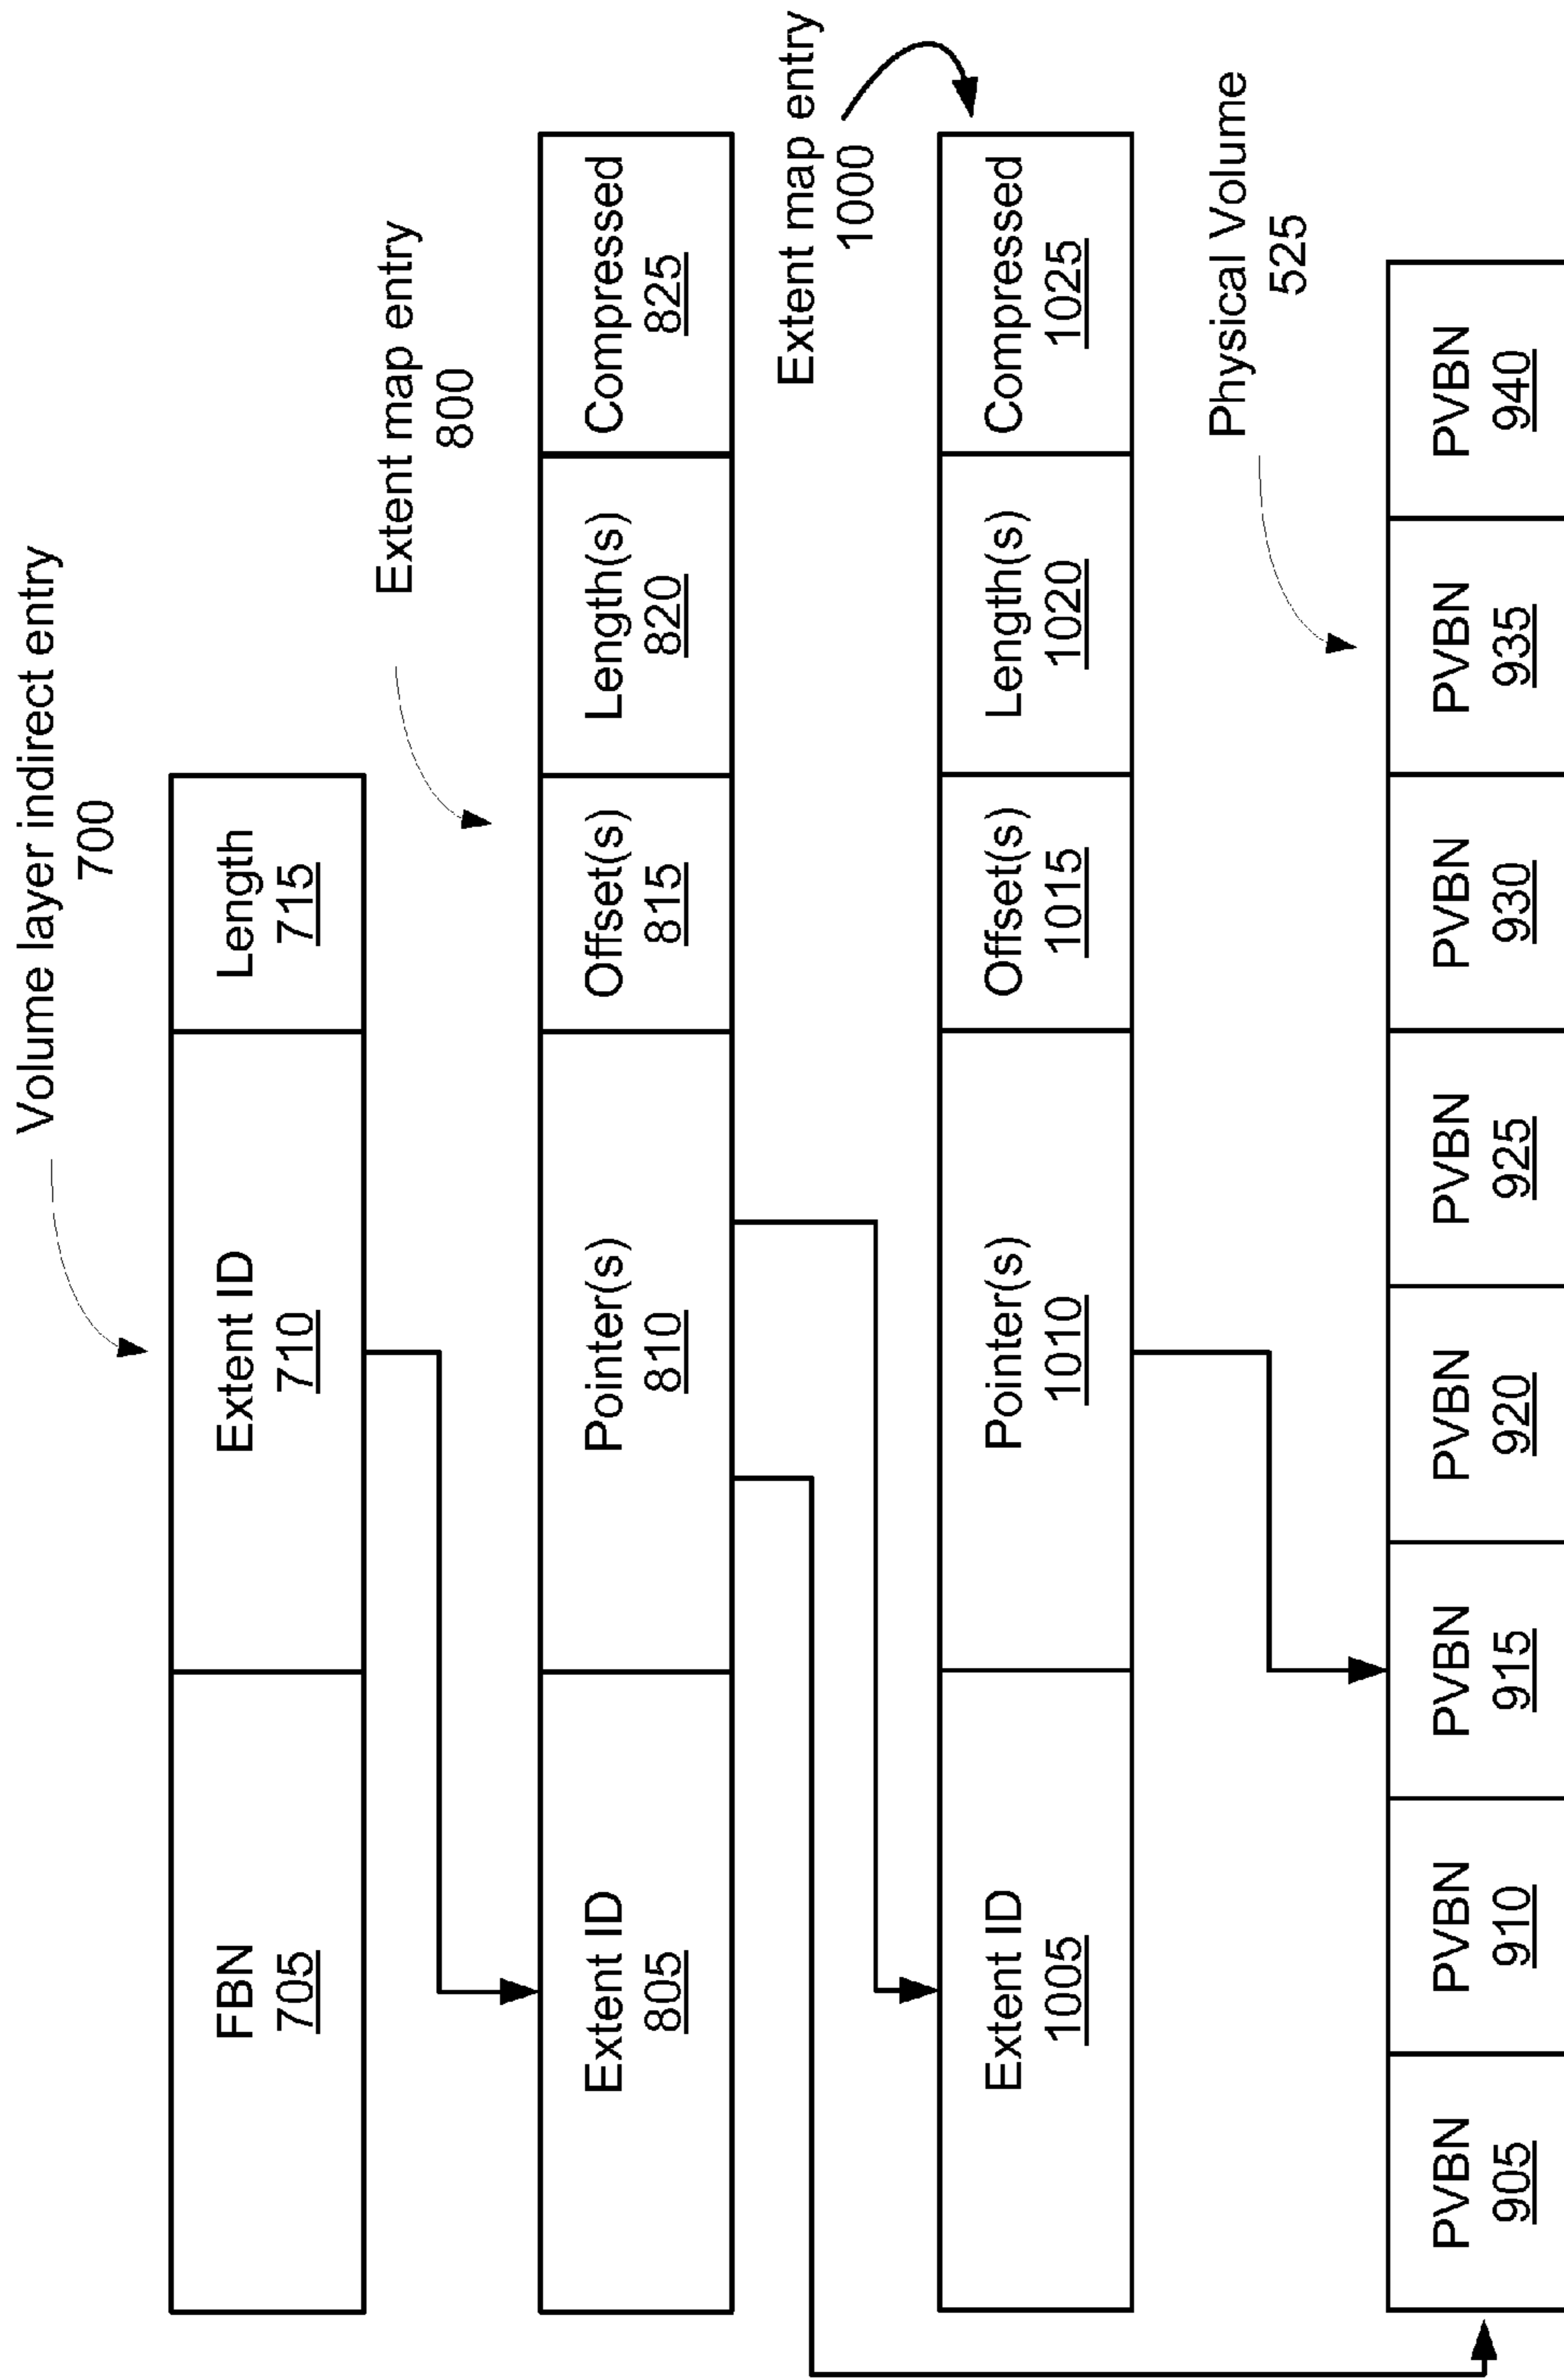 Volume layer indirect entry
700
FBN
705
Extent ID
710
Length
715
Extent map entry
800
Extent ID
805
Pointer(s)
810
Offset(s)
815
Length(s)
820
Compressed
825
Extent map entry
1000
Extent ID
1005
Pointer(s)
1010
Offset(s)
1015
Length(s)
1020
Compressed
1025
Physical Volume
525
PVBN
905
PVBN
910
PVBN
915
PVBN
920
PVBN
925
PVBN
930
PVBN
935
PVBN
940